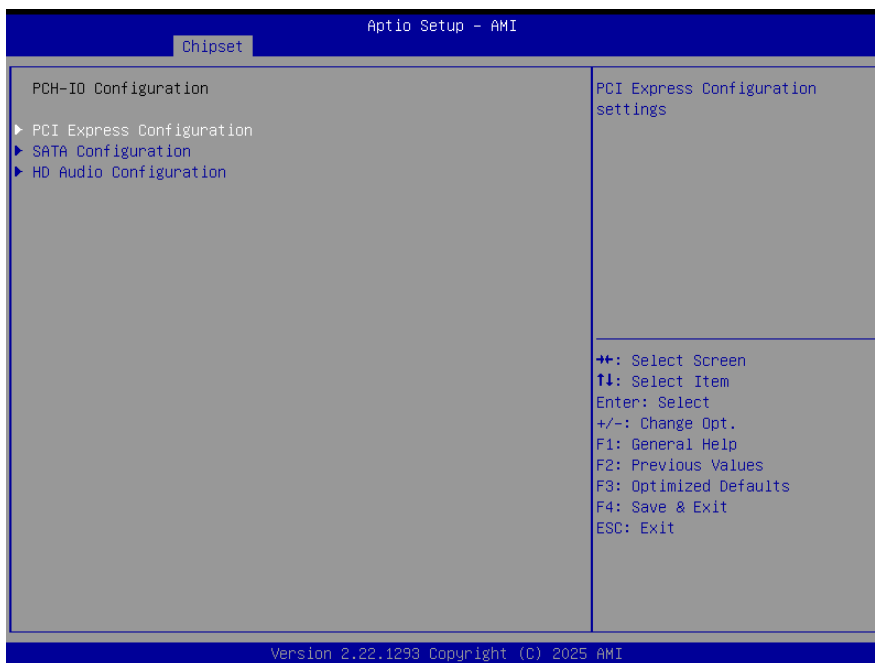 Aptio Setup – AMI
Chipset
PCH-IO Configuration
PCI Express Configuration
SATA Configuration
HD Audio Configuration
PCI Express Configuration
settings
→←: Select Screen
↑↓: Select Item
Enter: Select
+/-: Change Opt.
F1: General Help
F2: Previous Values
F3: Optimized Defaults
F4: Save & Exit
ESC: Exit
Version 2.22.1293 Copyright (C) 2025 AMI